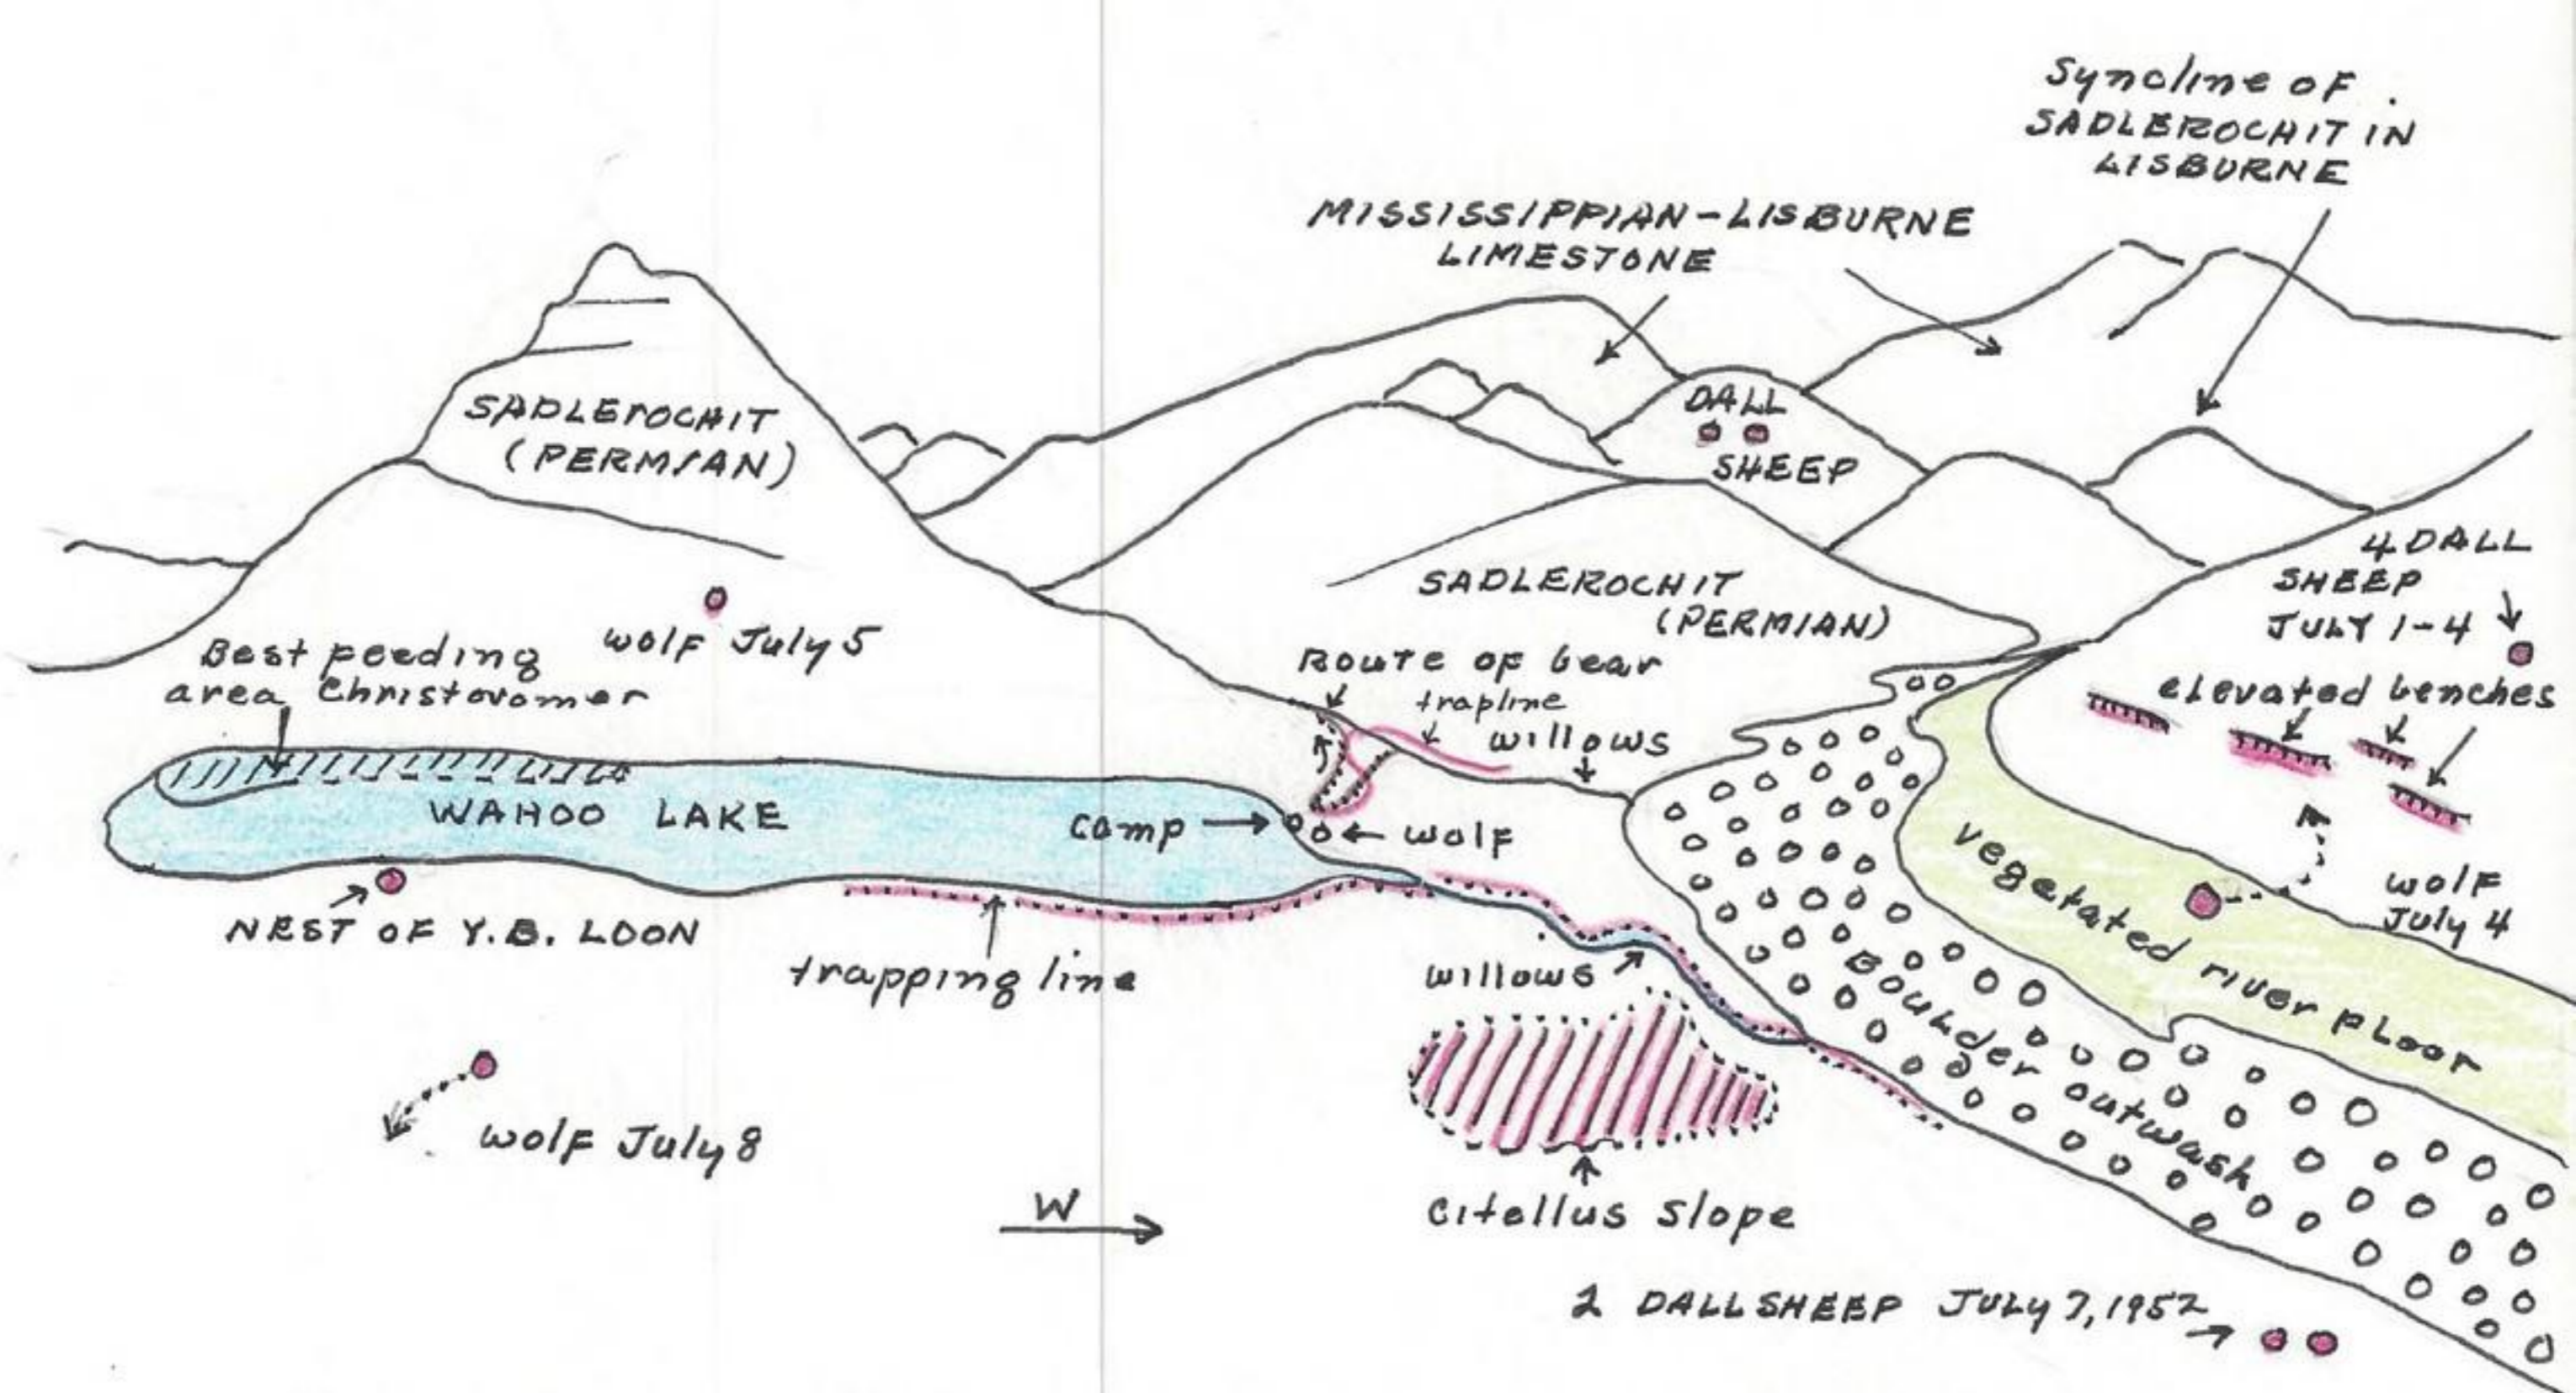 Syncline of
SADLEROCHIT IN
LISBURNE
MISSISSIPPIAN-LISBURNE
LIMESTONE
SADLEROCHIT
(PERMIAN)
DALL
SHEEP
4 DALL
SHEEP
JULY 1-4
SADLEROCHIT
(PERMIAN)
wolf July 5
Best feeding
area Christovomer
Route of bear
trapline
willows
elevated benches
WAHOO LAKE
camp
wolf
vegetated river floor
wolf
July 4
NEST OF Y.B. LOON
trapping line
willows
Boulder outwash
wolf July 8
W
Citellus slope
2 DALL SHEEP JULY 7, 1952